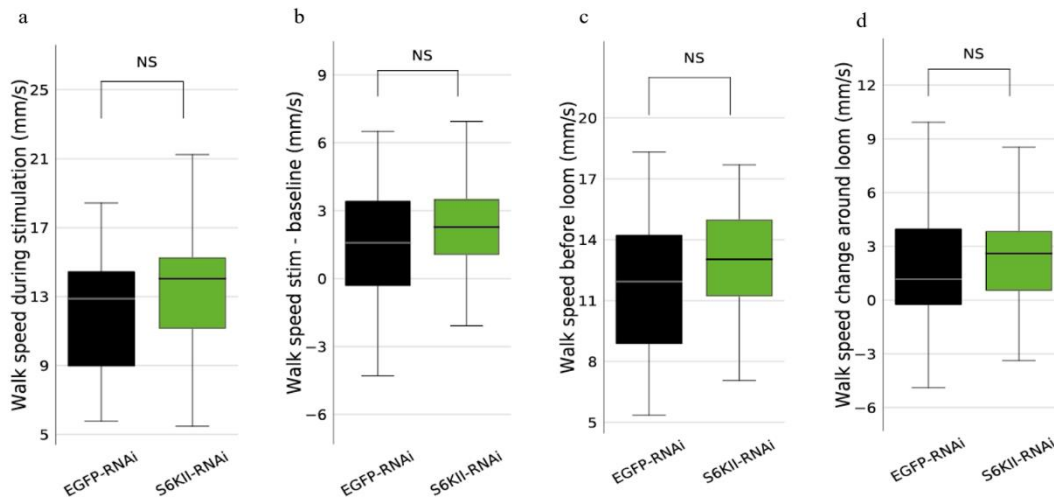 a
NS
Walk speed during stimulation (mm/s)
25
21
17
13
9
5
EGFP-RNAi
S6KII-RNAi
b
NS
Walk speed stim - baseline (mm/s)
9
6
3
0
−3
−6
EGFP-RNAi
S6KII-RNAi
c
NS
Walk speed before loom (mm/s)
20
17
14
11
8
5
EGFP-RNAi
S6KII-RNAi
d
NS
Walk speed change around loom (mm/s)
12
9
6
3
0
−3
−6
EGFP-RNAi
S6KII-RNAi